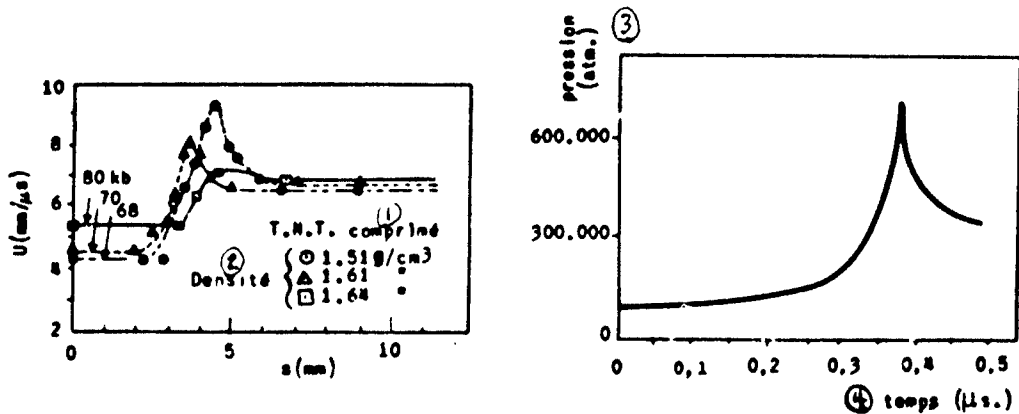 10
8
6
4
2
U(mm/µs)
80 kb
70
68
①
T.N.T. comprimé
②
Densité
1.51g/cm3
1.61 "
1.64 "
0
5
10
s(mm)
③
pression
(atm.)
600.000
300.000
0
0
0,1
0,2
0,3
0,4
0,5
④ temps (µs.)